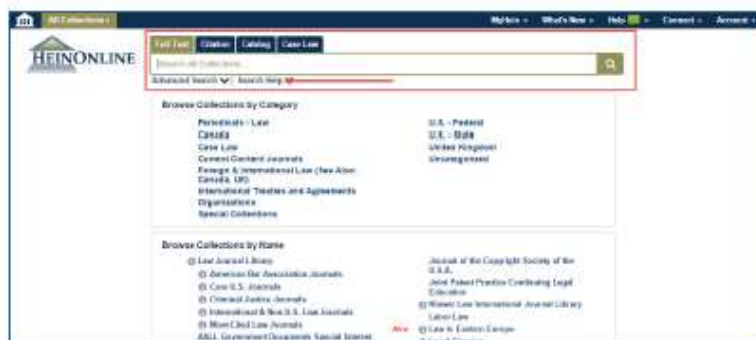 All Collections
MyHein What's New Help Connect Account
HEINONLINE
Full Text Citation Catalog Case Law
Search All Collections...
Advanced Search Search Help
Browse Collections by Category
Periodicals - Law
Canada
Case Law
Current Content Journals
Foreign & International Law (See Also:
Canada, UK)
International Treaties and Agreements
Organizations
Special Collections
U.S. - Federal
U.S. - State
United Kingdom
Uncategorized
Browse Collections by Name
Law Journal Library
American Bar Association Journals
Core U.S. Journals
Criminal Justice Journals
International & Non-U.S. Law Journals
Most-Cited Law Journals
AALL Government Documents Special Interest
Journal of the Copyright Society of the
U.S.A.
Joint Patent Practice Continuing Legal
Education
Kluwer Law International Journal Library
Labor Law
Law in Eastern Europe